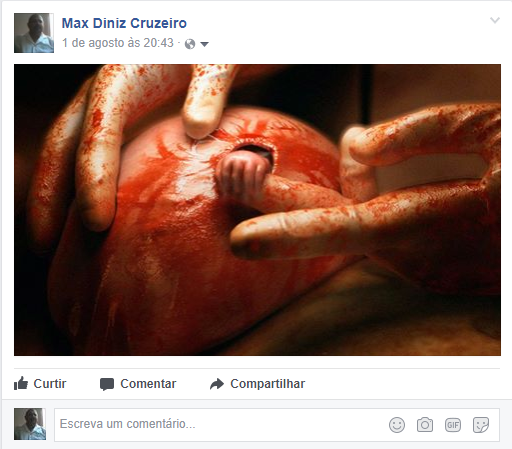 Max Diniz Cruzeiro
1 de agosto às 20:43 ·
Curtir Comentar Compartilhar
Escreva um comentário... GIF